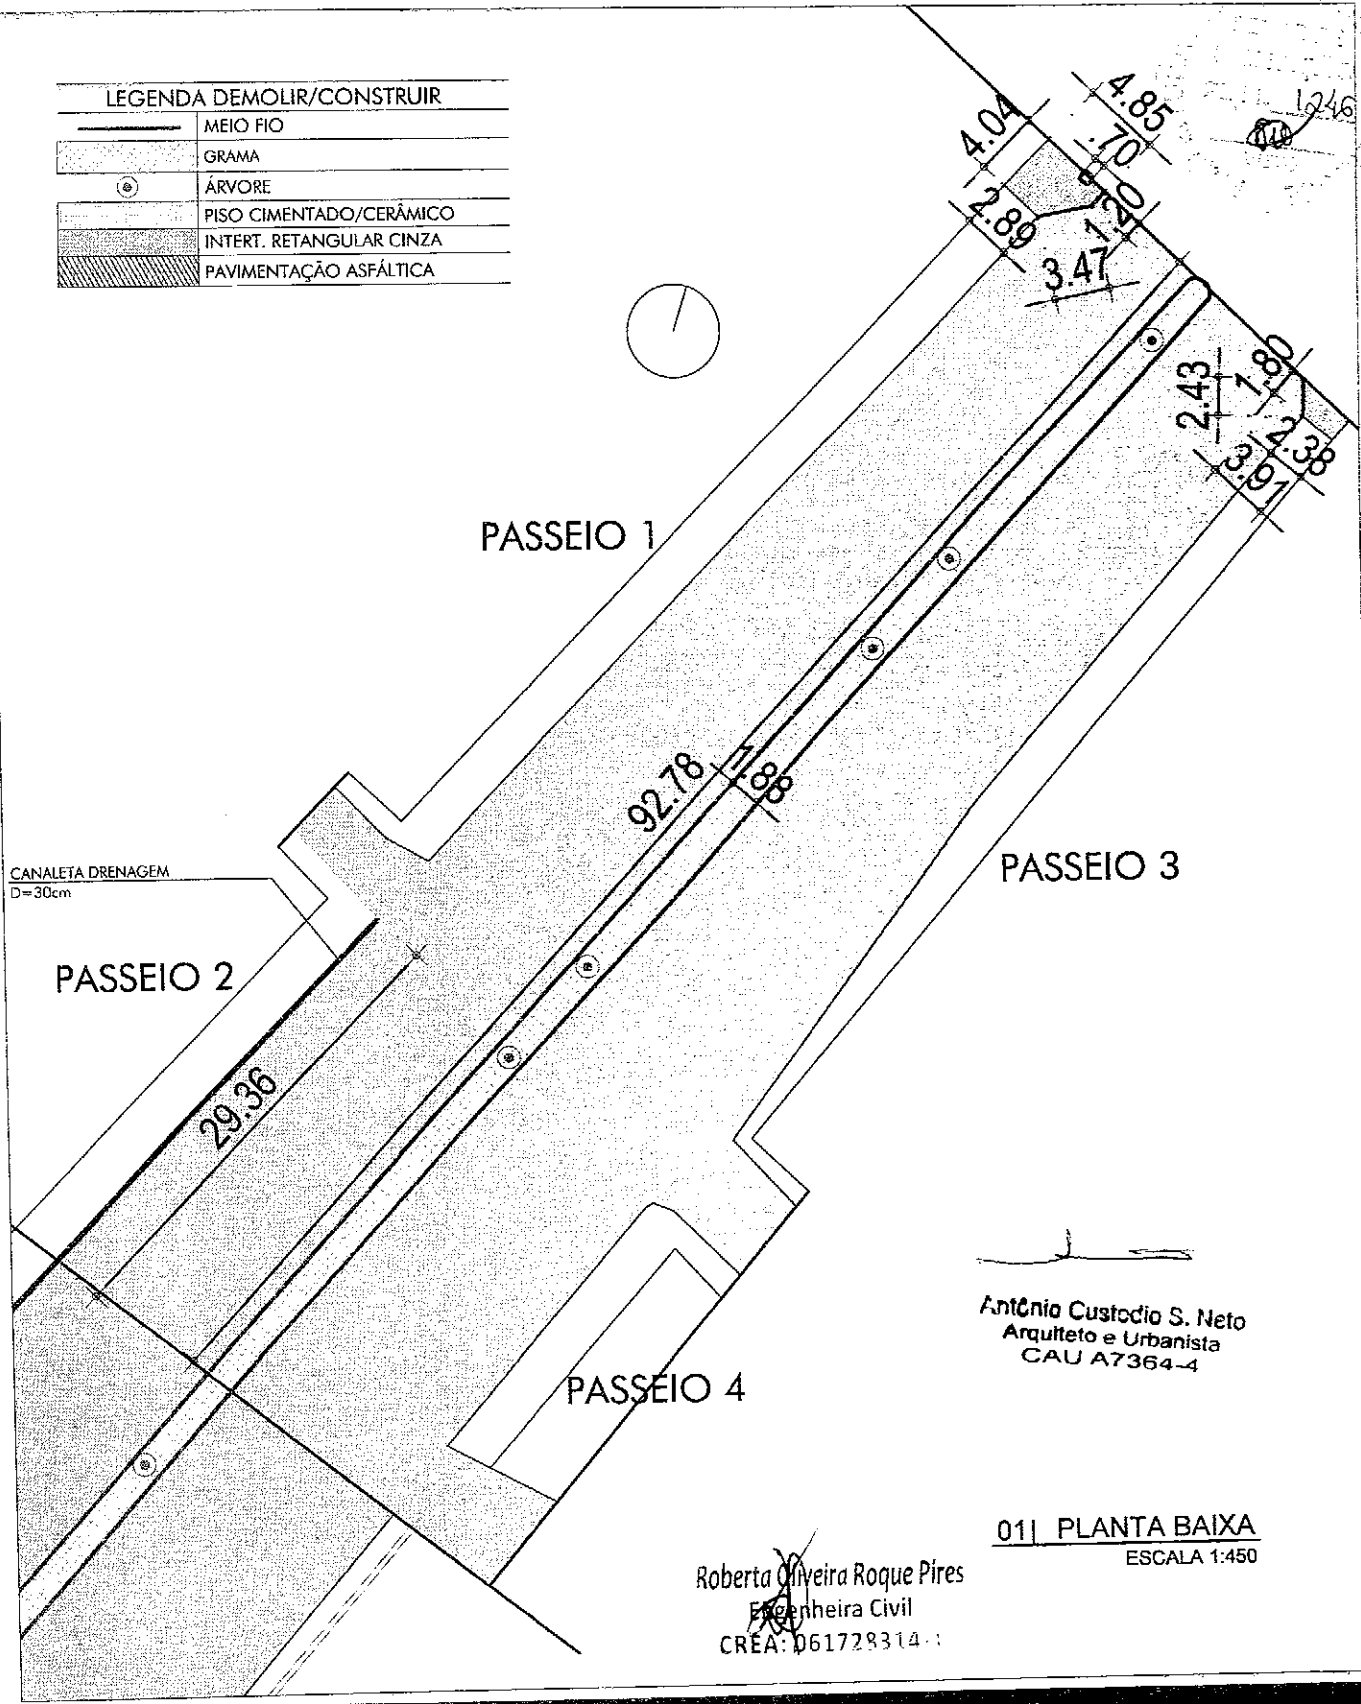 LEGENDA DEMOLIR/CONSTRUIR
MEIO FIO
GRAMA
ÁRVORE
PISO CIMENTADO/CERÂMICO
INTERT. RETANGULAR CINZA
PAVIMENTAÇÃO ASFÁLTICA
1246
4.04
4.85
.70
2.89
1.20
3.47
2.43
1.80
2.38
3.91
PASSEIO 1
92.78
1.88
PASSEIO 3
CANALETA DRENAGEM
D=30cm
PASSEIO 2
29.36
PASSEIO 4
Antônio Custodio S. Neto
Arquiteto e Urbanista
CAU A7364-4
01| PLANTA BAIXA
ESCALA 1:450
Roberta Oliveira Roque Pires
Engenheira Civil
CREA: 061728314-1